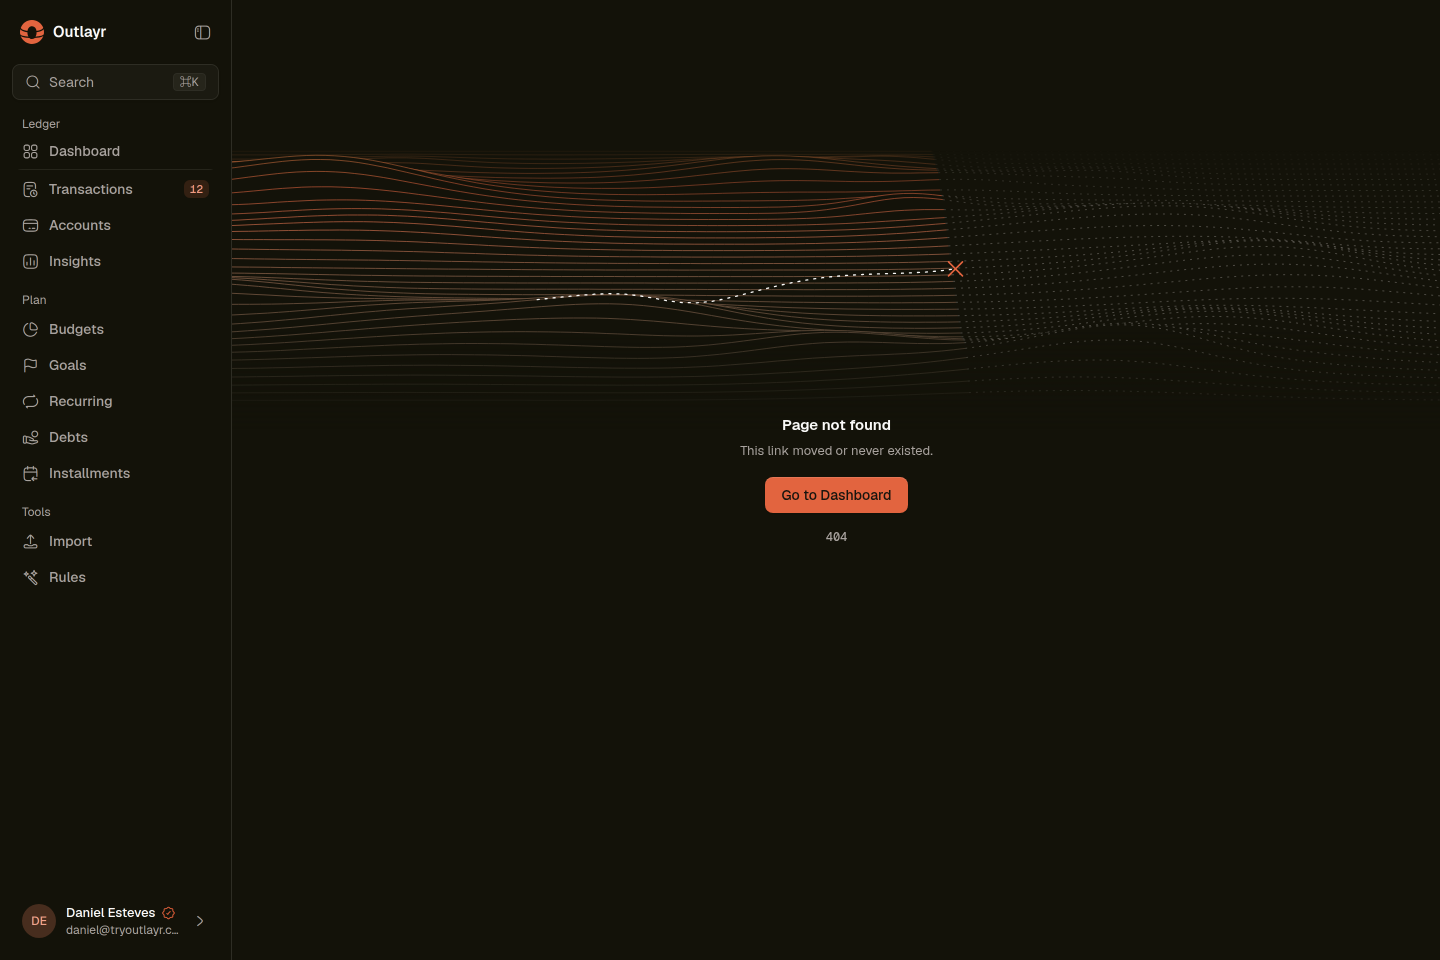 Outlayr
Search ⌘K
Ledger
Dashboard
Transactions 12
Accounts
Insights
Plan
Budgets
Goals
Recurring
Debts
Installments
Tools
Import
Rules
DE
Daniel Esteves
daniel@tryoutlayr.c…
Page not found
This link moved or never existed.
Go to Dashboard
404